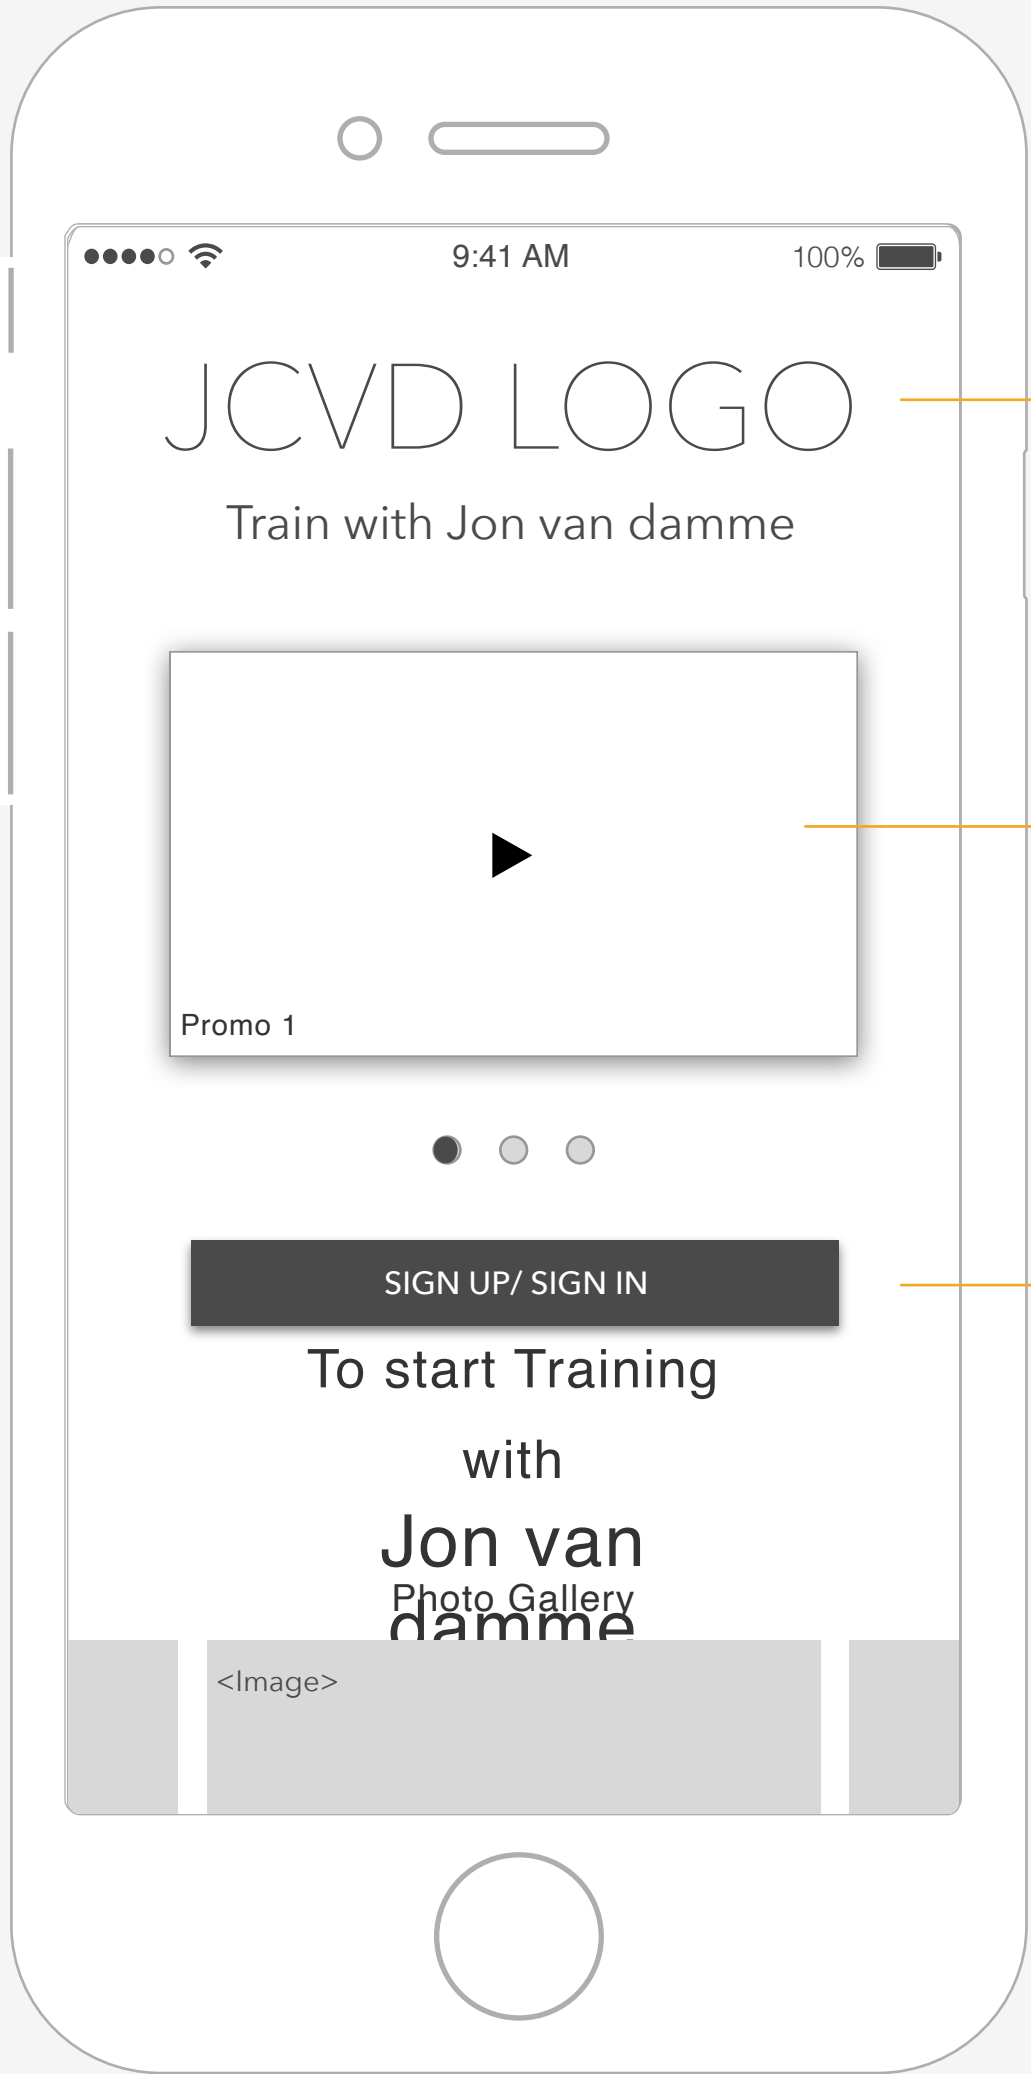 9:41 AM
100%
JCVD LOGO
Train with Jon van damme
Promo 1
SIGN UP/ SIGN IN
To start Training
with
Jon van
Photo Gallery
damme
<Image>